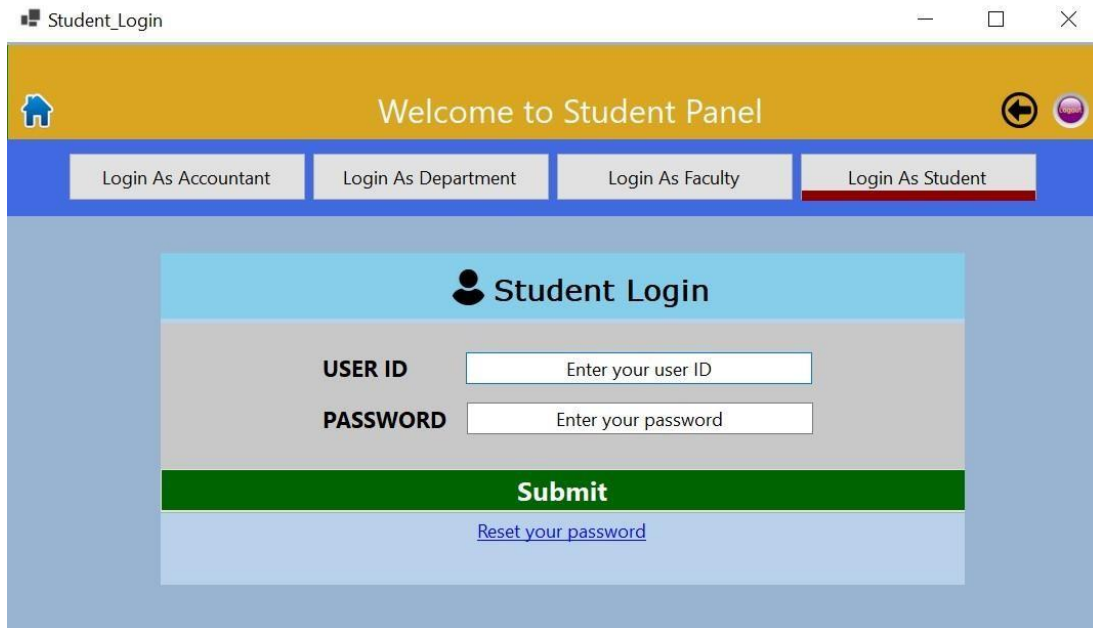 Student_Login
Welcome to Student Panel
Logout
Login As Accountant
Login As Department
Login As Faculty
Login As Student
Student Login
USER ID
Enter your user ID
PASSWORD
Enter your password
Submit
Reset your password